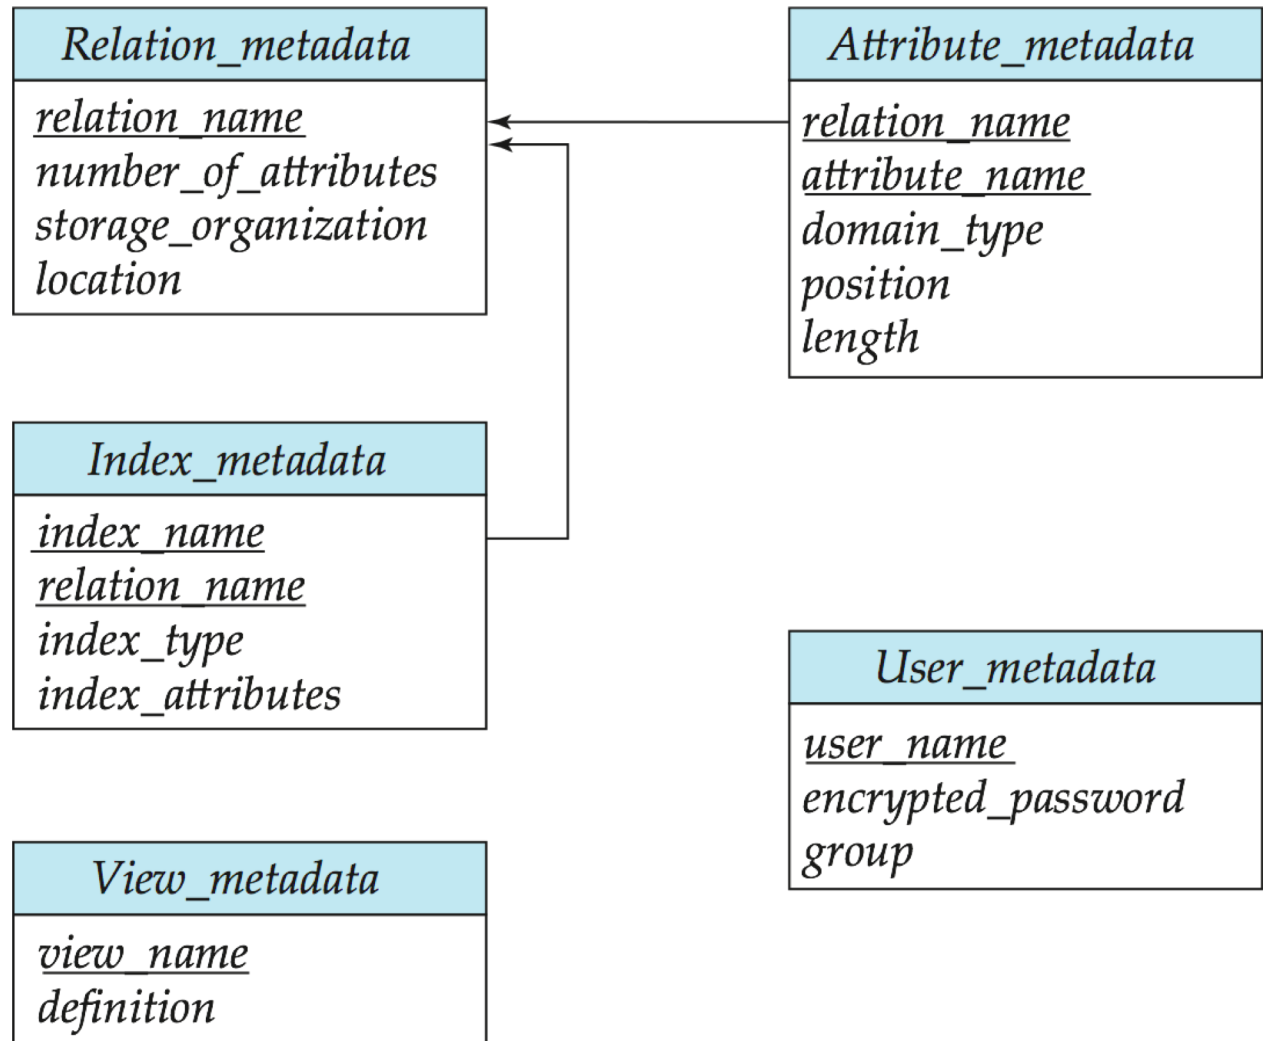 Relation_metadata
relation_name
number_of_attributes
storage_organization
location
Attribute_metadata
relation_name
attribute_name
domain_type
position
length
Index_metadata
index_name
relation_name
index_type
index_attributes
User_metadata
user_name
encrypted_password
group
View_metadata
view_name
definition